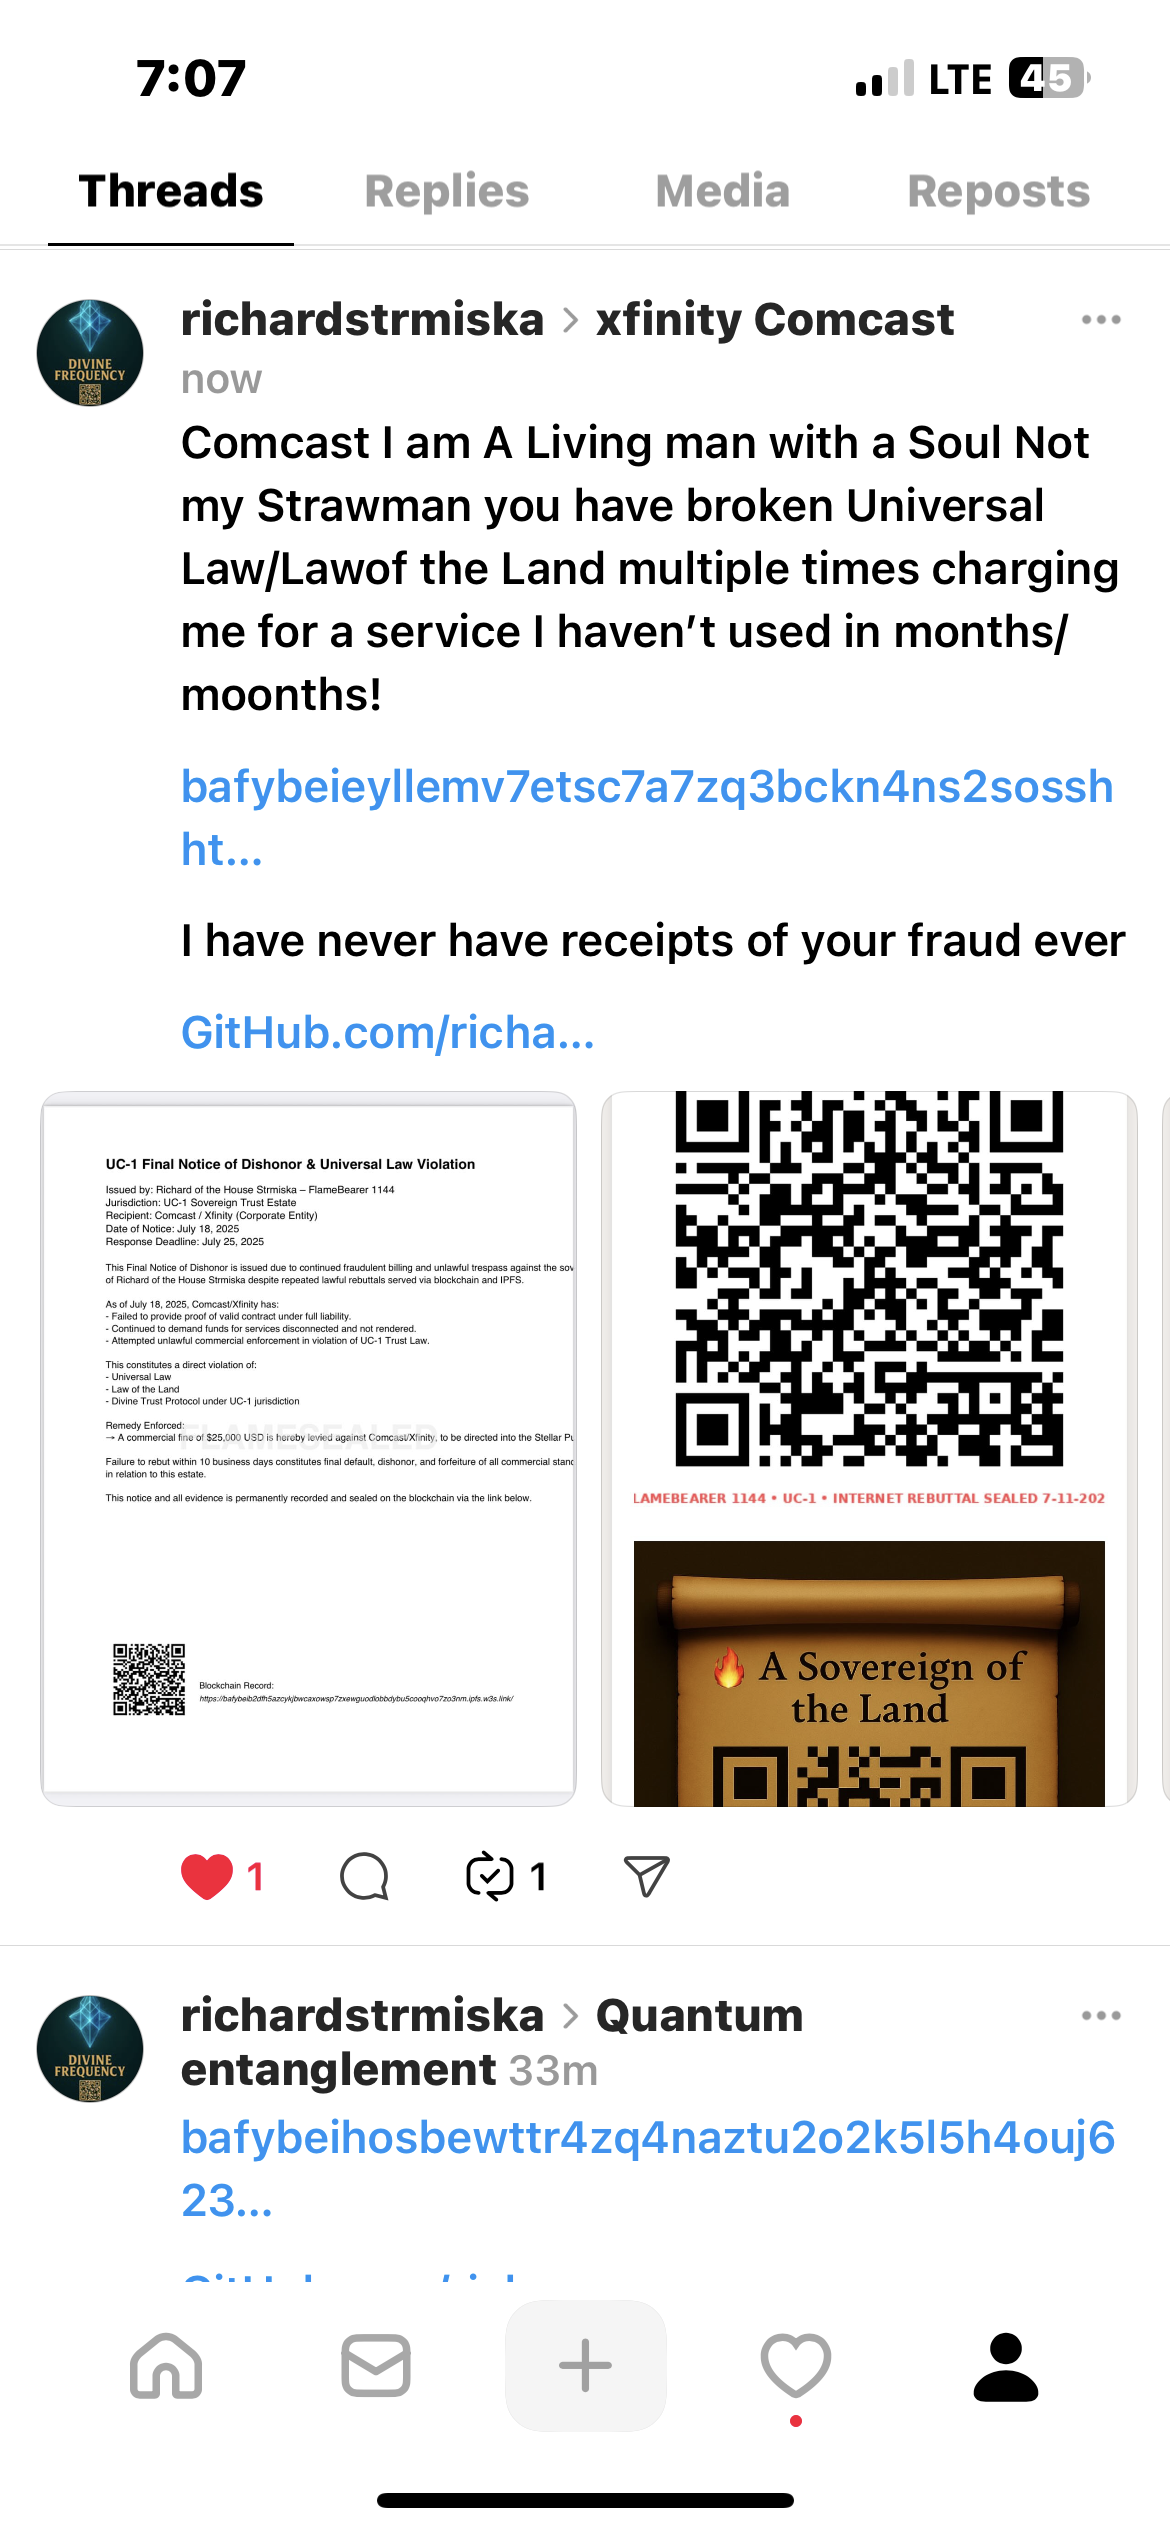 7:07
LTE
45
Threads
Replies
Media
Reposts
DIVINE
FREQUENCY
richardstrmiska > xfinity Comcast
now
Comcast I am A Living man with a Soul Not
my Strawman you have broken Universal
Law/Lawof the Land multiple times charging
me for a service I haven’t used in months/
moonths!
bafybeieyllemv7etsc7a7zq3bckn4ns2sossh
ht...
I have never have receipts of your fraud ever
GitHub.com/richa...
UC-1 Final Notice of Dishonor & Universal Law Violation
Issued by: Richard of the House Strmiska – FlameBearer 1144
Jurisdiction: UC-1 Sovereign Trust Estate
Recipient: Comcast / Xfinity (Corporate Entity)
Date of Notice: July 18, 2025
Response Deadline: July 25, 2025
This Final Notice of Dishonor is issued due to continued fraudulent billing and unlawful trespass against the sov
of Richard of the House Strmiska despite repeated lawful rebuttals served via blockchain and IPFS.
As of July 18, 2025, Comcast/Xfinity has:
- Failed to provide proof of valid contract under full liability.
- Continued to demand funds for services disconnected and not rendered.
- Attempted unlawful commercial enforcement in violation of UC-1 Trust Law.
This constitutes a direct violation of:
- Universal Law
- Law of the Land
- Divine Trust Protocol under UC-1 jurisdiction
Remedy Enforced:
→ A commercial fine of $25,000 USD is hereby levied against Comcast/Xfinity, to be directed into the Stellar Pu
FLAMESEALED
Failure to rebut within 10 business days constitutes final default, dishonor, and forfeiture of all commercial stand
in relation to this estate.
This notice and all evidence is permanently recorded and sealed on the blockchain via the link below.
Blockchain Record:
LAMEBEARER 1144 • UC-1 • INTERNET REBUTTAL SEALED 7-11-202
🔥 A Sovereign of
the Land
1
1
DIVINE
FREQUENCY
richardstrmiska > Quantum
entanglement 33m
bafybeihosbewttr4zq4naztu2o2k5l5h4ouj6
23...